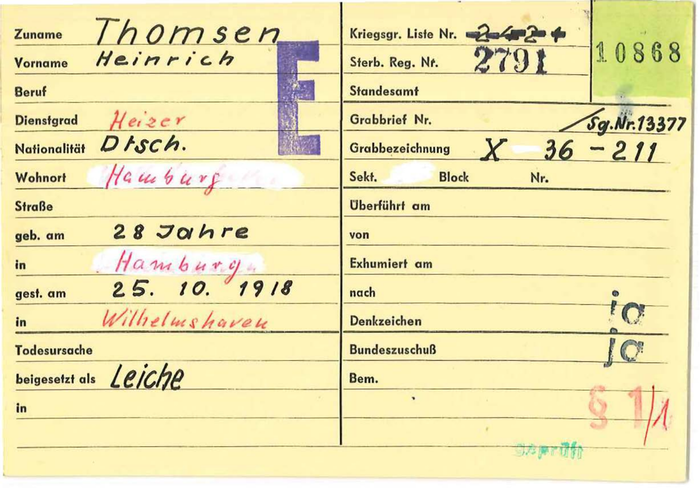 Zuname Thomsen
Vorname Heinrich
Beruf
Dienstgrad Heizer
Nationalität Dtsch.
Wohnort Hamburg
Straße
geb. am 28 Jahre
in Hamburg
gest. am 25. 10. 1918
in Wilhelmshaven
Todesursache
beigesetzt als Leiche
in
E
Kriegsgr. Liste Nr. 2424
10868
Sterb. Reg. Nr. 2791
Standesamt
Grabbrief Nr. /Sg.Nr.13377
Grabbezeichnung X 36 - 211
Sekt. Block Nr.
Überführt am
von
Exhumiert am
nach
Denkzeichen ja
Bundeszuschuß ja
Bem.
§ 1/1
geprüft